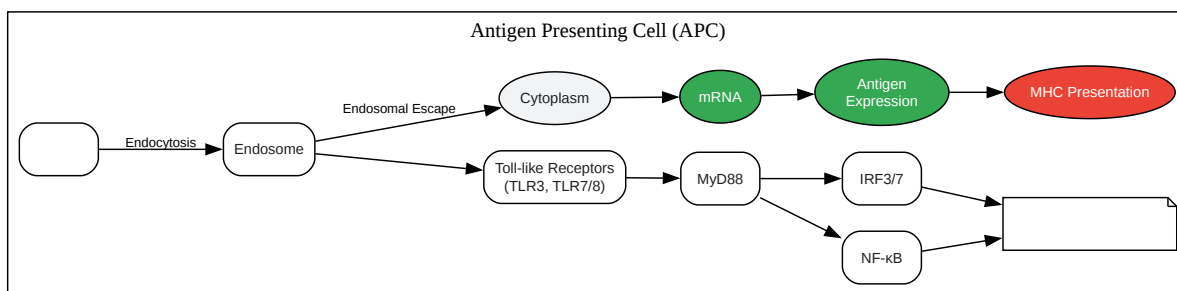 Antigen Presenting Cell (APC)
Endocytosis
Endosome
Endosomal Escape
Cytoplasm
mRNA
Antigen
Expression
MHC Presentation
Toll-like Receptors
(TLR3, TLR7/8)
MyD88
IRF3/7
NF-κB